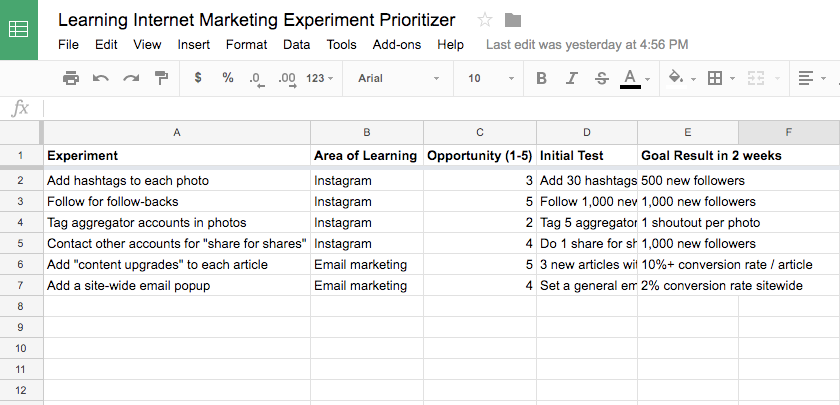 Learning Internet Marketing Experiment Prioritizer
File Edit View Insert Format Data Tools Add-ons Help Last edit was yesterday at 4:56 PM
$ % .0 .00 123 Arial 10 B I S A
fx
A B C D E F
1 Experiment Area of Learning Opportunity (1-5) Initial Test Goal Result in 2 weeks
2 Add hashtags to each photo Instagram 3 Add 30 hashtags 500 new followers
3 Follow for follow-backs Instagram 5 Follow 1,000 new 1,000 new followers
4 Tag aggregator accounts in photos Instagram 2 Tag 5 aggregator 1 shoutout per photo
5 Contact other accounts for "share for shares" Instagram 4 Do 1 share for sh 1,000 new followers
6 Add "content upgrades" to each article Email marketing 5 3 new articles wit 10%+ conversion rate / article
7 Add a site-wide email popup Email marketing 4 Set a general em 2% conversion rate sitewide
8
9
10
11
12